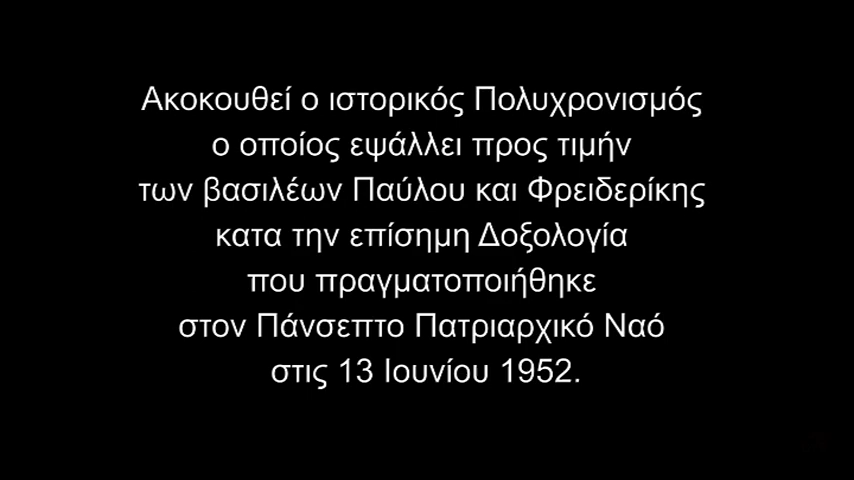 Ακοκουθεί ο ιστορικός Πολυχρονισμός
ο οποίος εψάλλει προς τιμήν
των βασιλέων Παύλου και Φρειδερίκης
κατα την επίσημη Δοξολογία
που πραγματοποιήθηκε
στον Πάνσεπτο Πατριαρχικό Ναό
στις 13 Ιουνίου 1952.